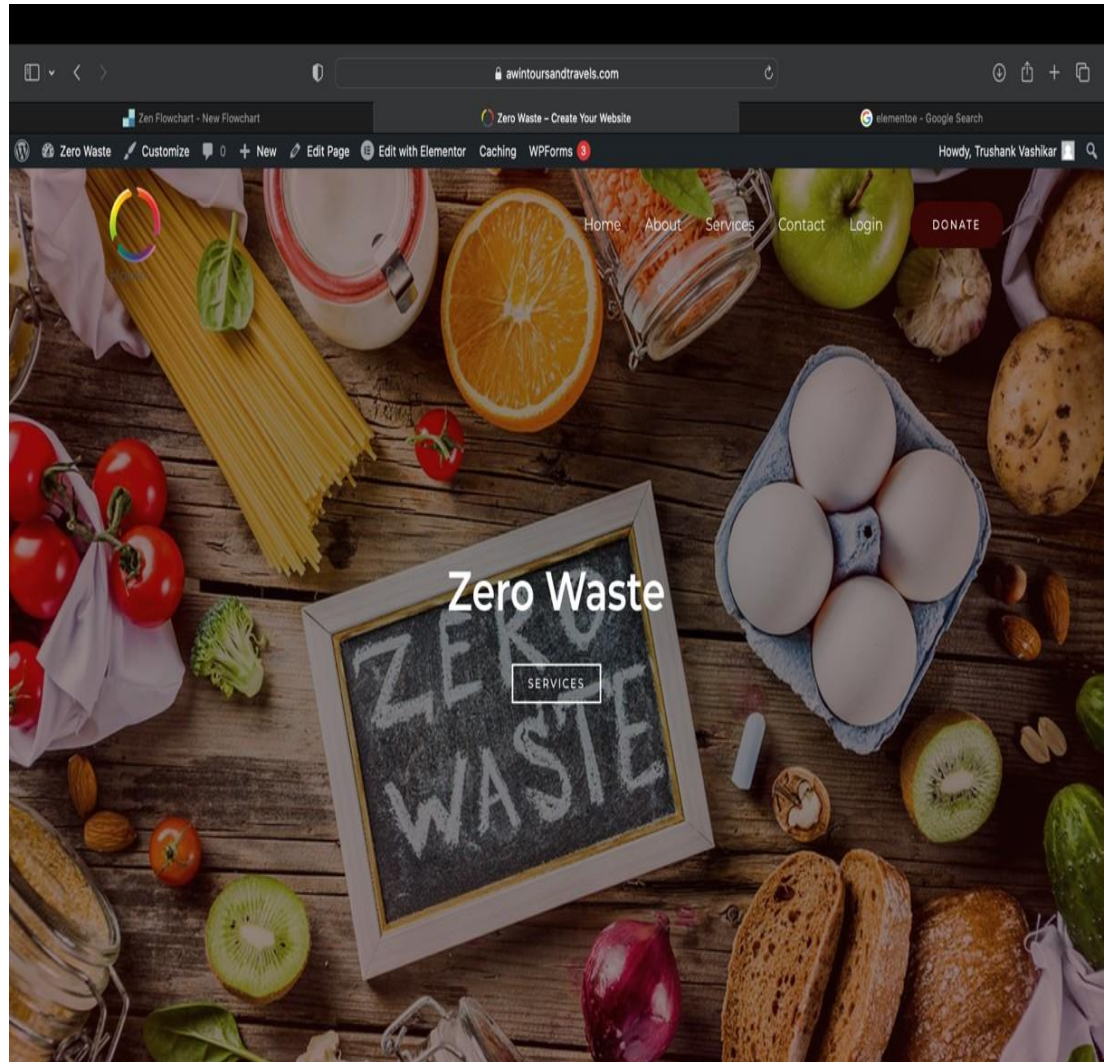 awintoursandtravels.com
Zen Flowchart - New Flowchart
Zero Waste – Create Your Website
elementoe - Google Search
Zero Waste Customize 0 New Edit Page Edit with Elementor Caching WPForms 3 Howdy, Trushank Vashikar
Home About Services Contact Login DONATE
Zero Waste
SERVICES
ZERO
WASTE